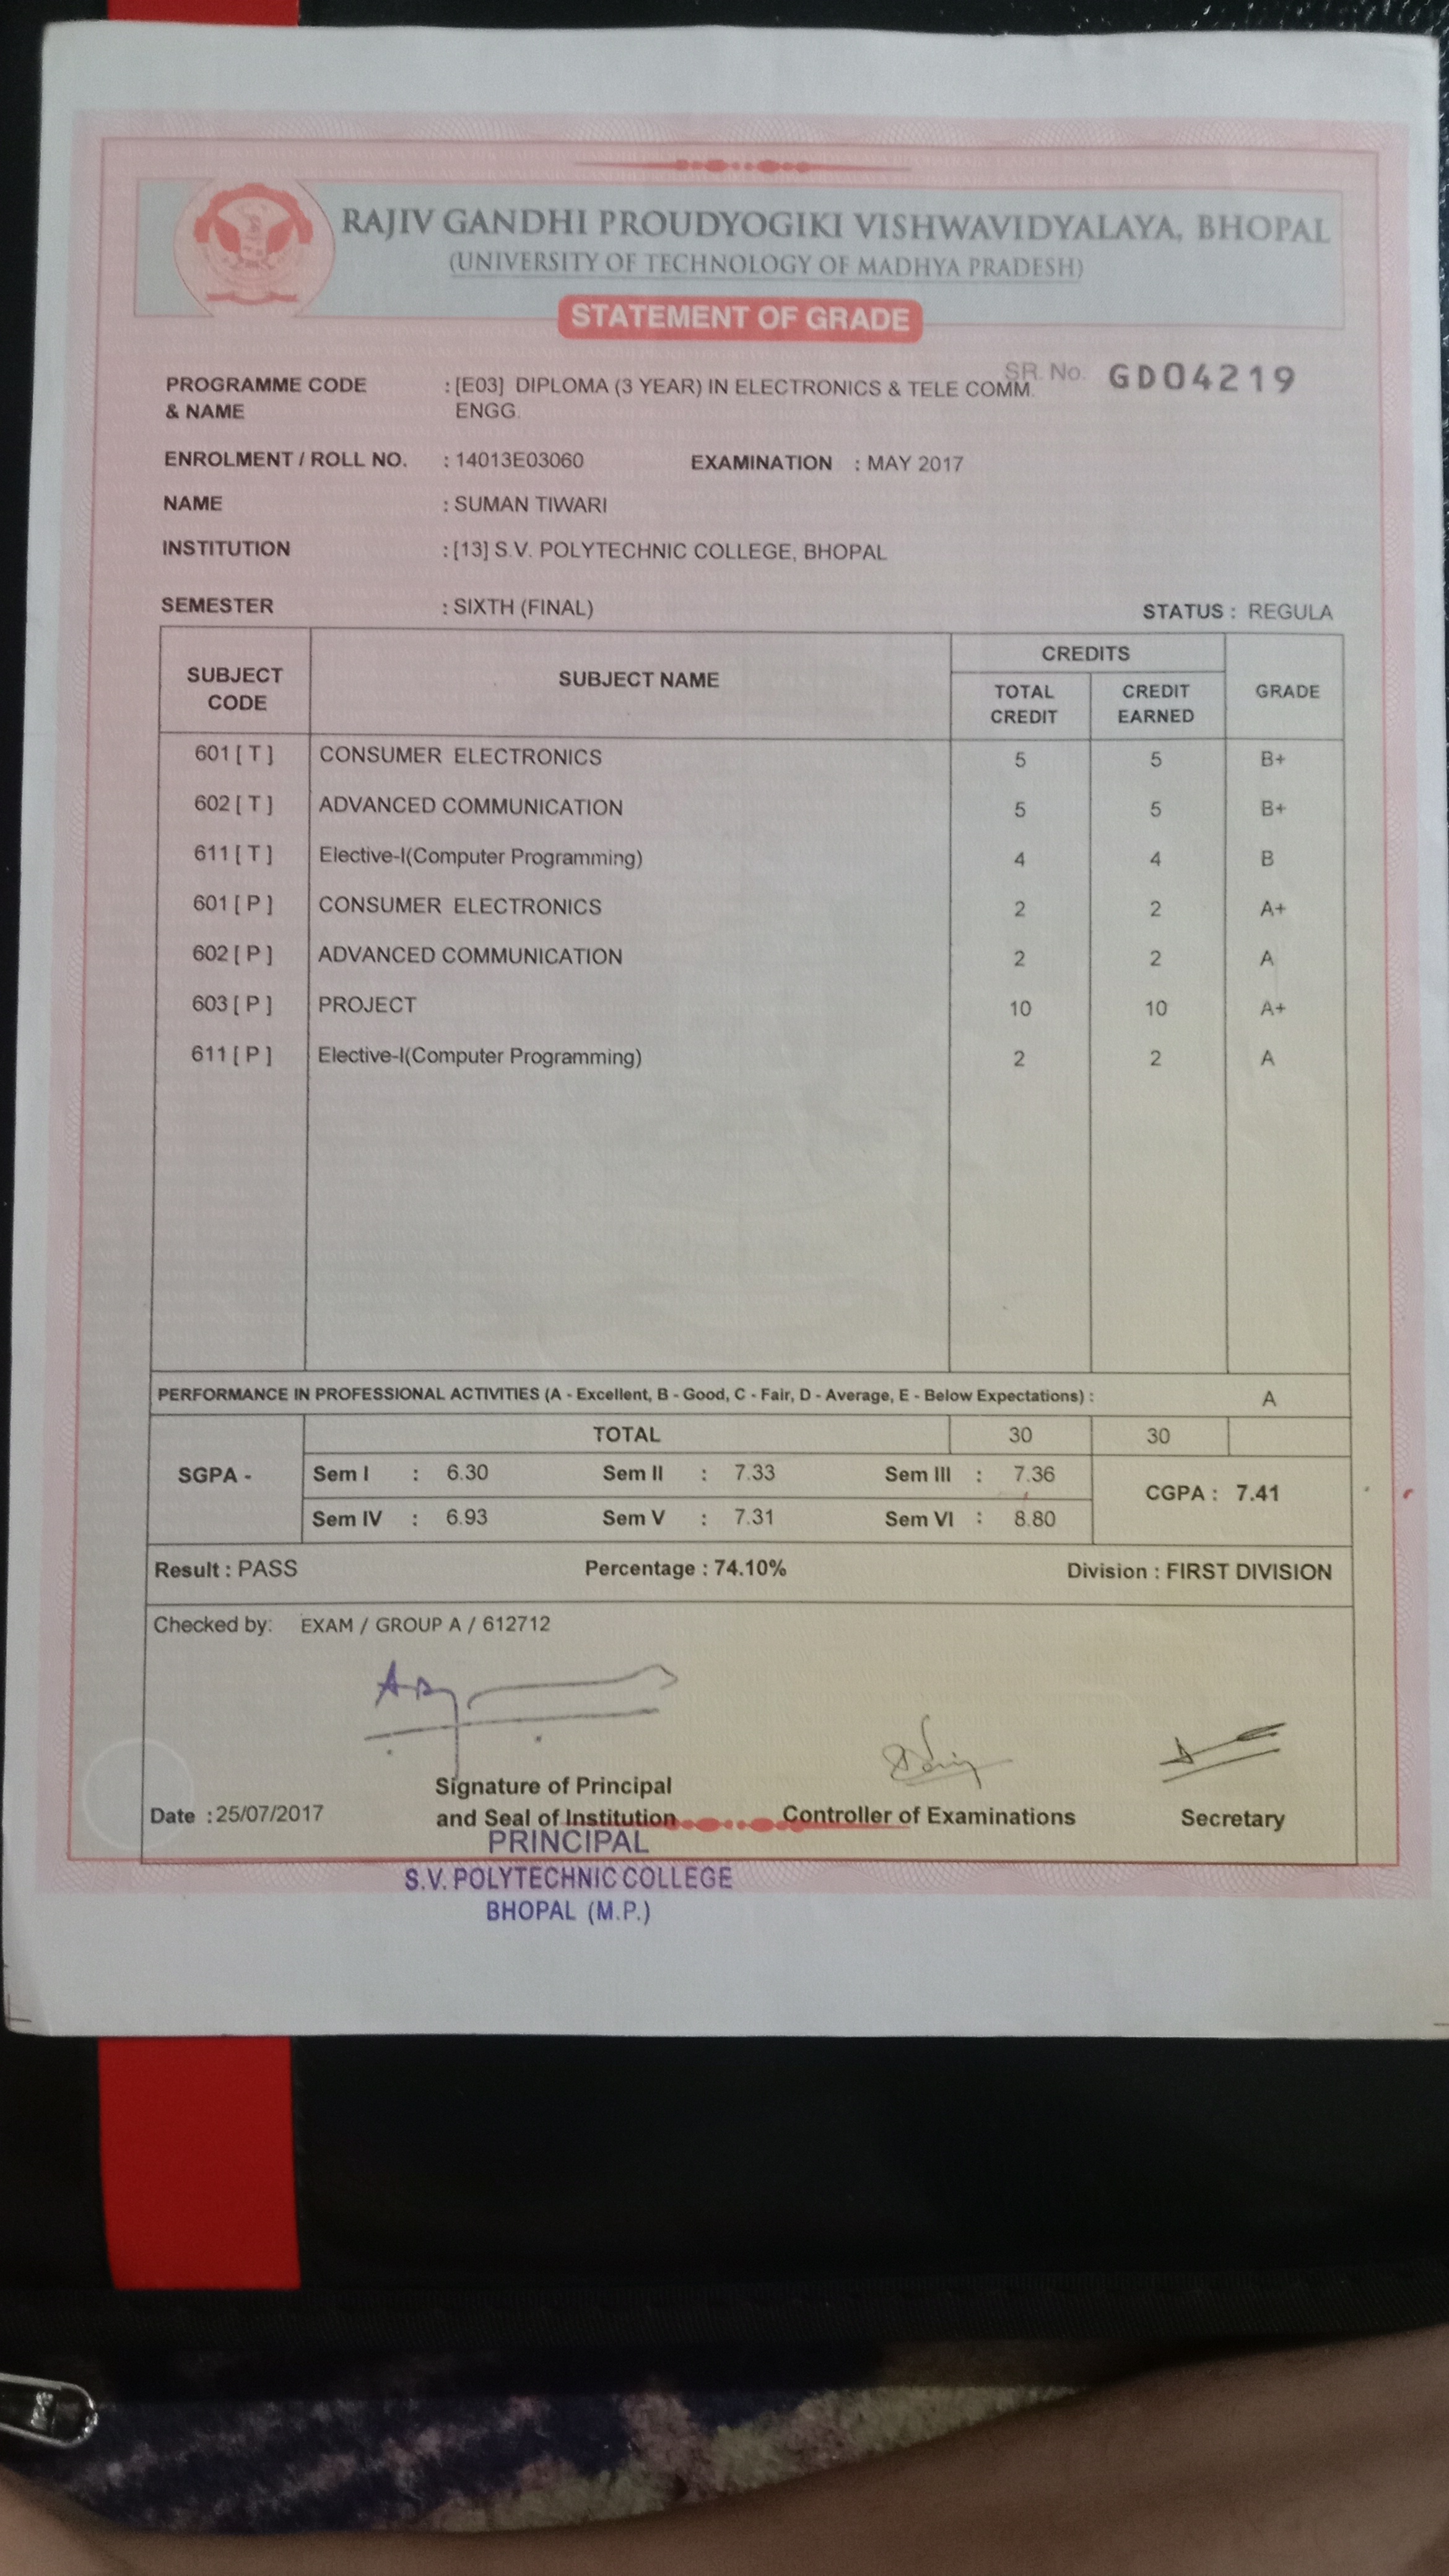 RAJIV GANDHI PROUDYOGIKI VISHWAVIDYALAYA, BHOPAL
(UNIVERSITY OF TECHNOLOGY OF MADHYA PRADESH)
STATEMENT OF GRADE
SR. No. GD04219
PROGRAMME CODE : [E03] DIPLOMA (3 YEAR) IN ELECTRONICS & TELE COMM.
& NAME ENGG.
ENROLMENT / ROLL NO. : 14013E03060 EXAMINATION : MAY 2017
NAME : SUMAN TIWARI
INSTITUTION : [13] S.V. POLYTECHNIC COLLEGE, BHOPAL
SEMESTER : SIXTH (FINAL) STATUS : REGULA
SUBJECT CODE SUBJECT NAME CREDITS GRADE
TOTAL CREDIT CREDIT EARNED
601 [ T ] CONSUMER ELECTRONICS 5 5 B+
602 [ T ] ADVANCED COMMUNICATION 5 5 B+
611 [ T ] Elective-I(Computer Programming) 4 4 B
601 [ P ] CONSUMER ELECTRONICS 2 2 A+
602 [ P ] ADVANCED COMMUNICATION 2 2 A
603 [ P ] PROJECT 10 10 A+
611 [ P ] Elective-I(Computer Programming) 2 2 A
PERFORMANCE IN PROFESSIONAL ACTIVITIES (A - Excellent, B - Good, C - Fair, D - Average, E - Below Expectations) : A
TOTAL 30 30
SGPA - Sem I : 6.30 Sem II : 7.33 Sem III : 7.36
Sem IV : 6.93 Sem V : 7.31 Sem VI : 8.80
CGPA : 7.41
Result : PASS Percentage : 74.10% Division : FIRST DIVISION
Checked by: EXAM / GROUP A / 612712
Signature of Principal
Date : 25/07/2017 and Seal of Institution Controller of Examinations Secretary
PRINCIPAL
S.V. POLYTECHNIC COLLEGE
BHOPAL (M.P.)